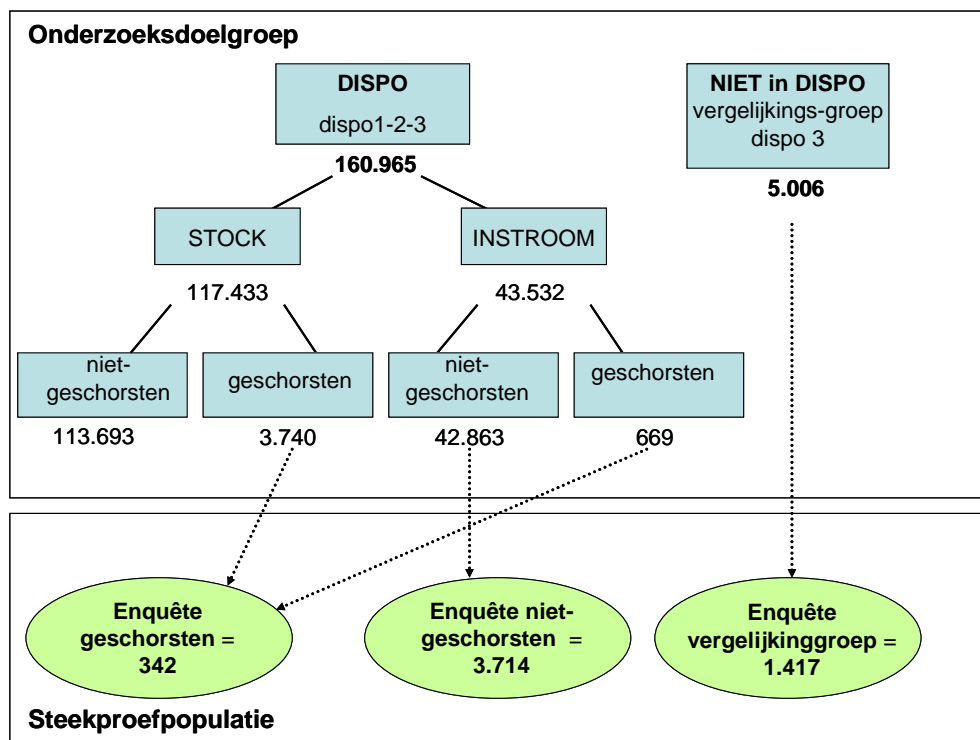 Onderzoeksdoelgroep
DISPO
dispo1-2-3
160.965
NIET in DISPO
vergelijkings-groep
dispo 3
5.006
STOCK
117.433
INSTROOM
43.532
niet-
geschorsten
113.693
geschorsten
3.740
niet-
geschorsten
42.863
geschorsten
669
Enquête
geschorsten =
342
Enquête niet-
geschorsten =
3.714
Enquête
vergelijkinggroep =
1.417
Steekproefpopulatie